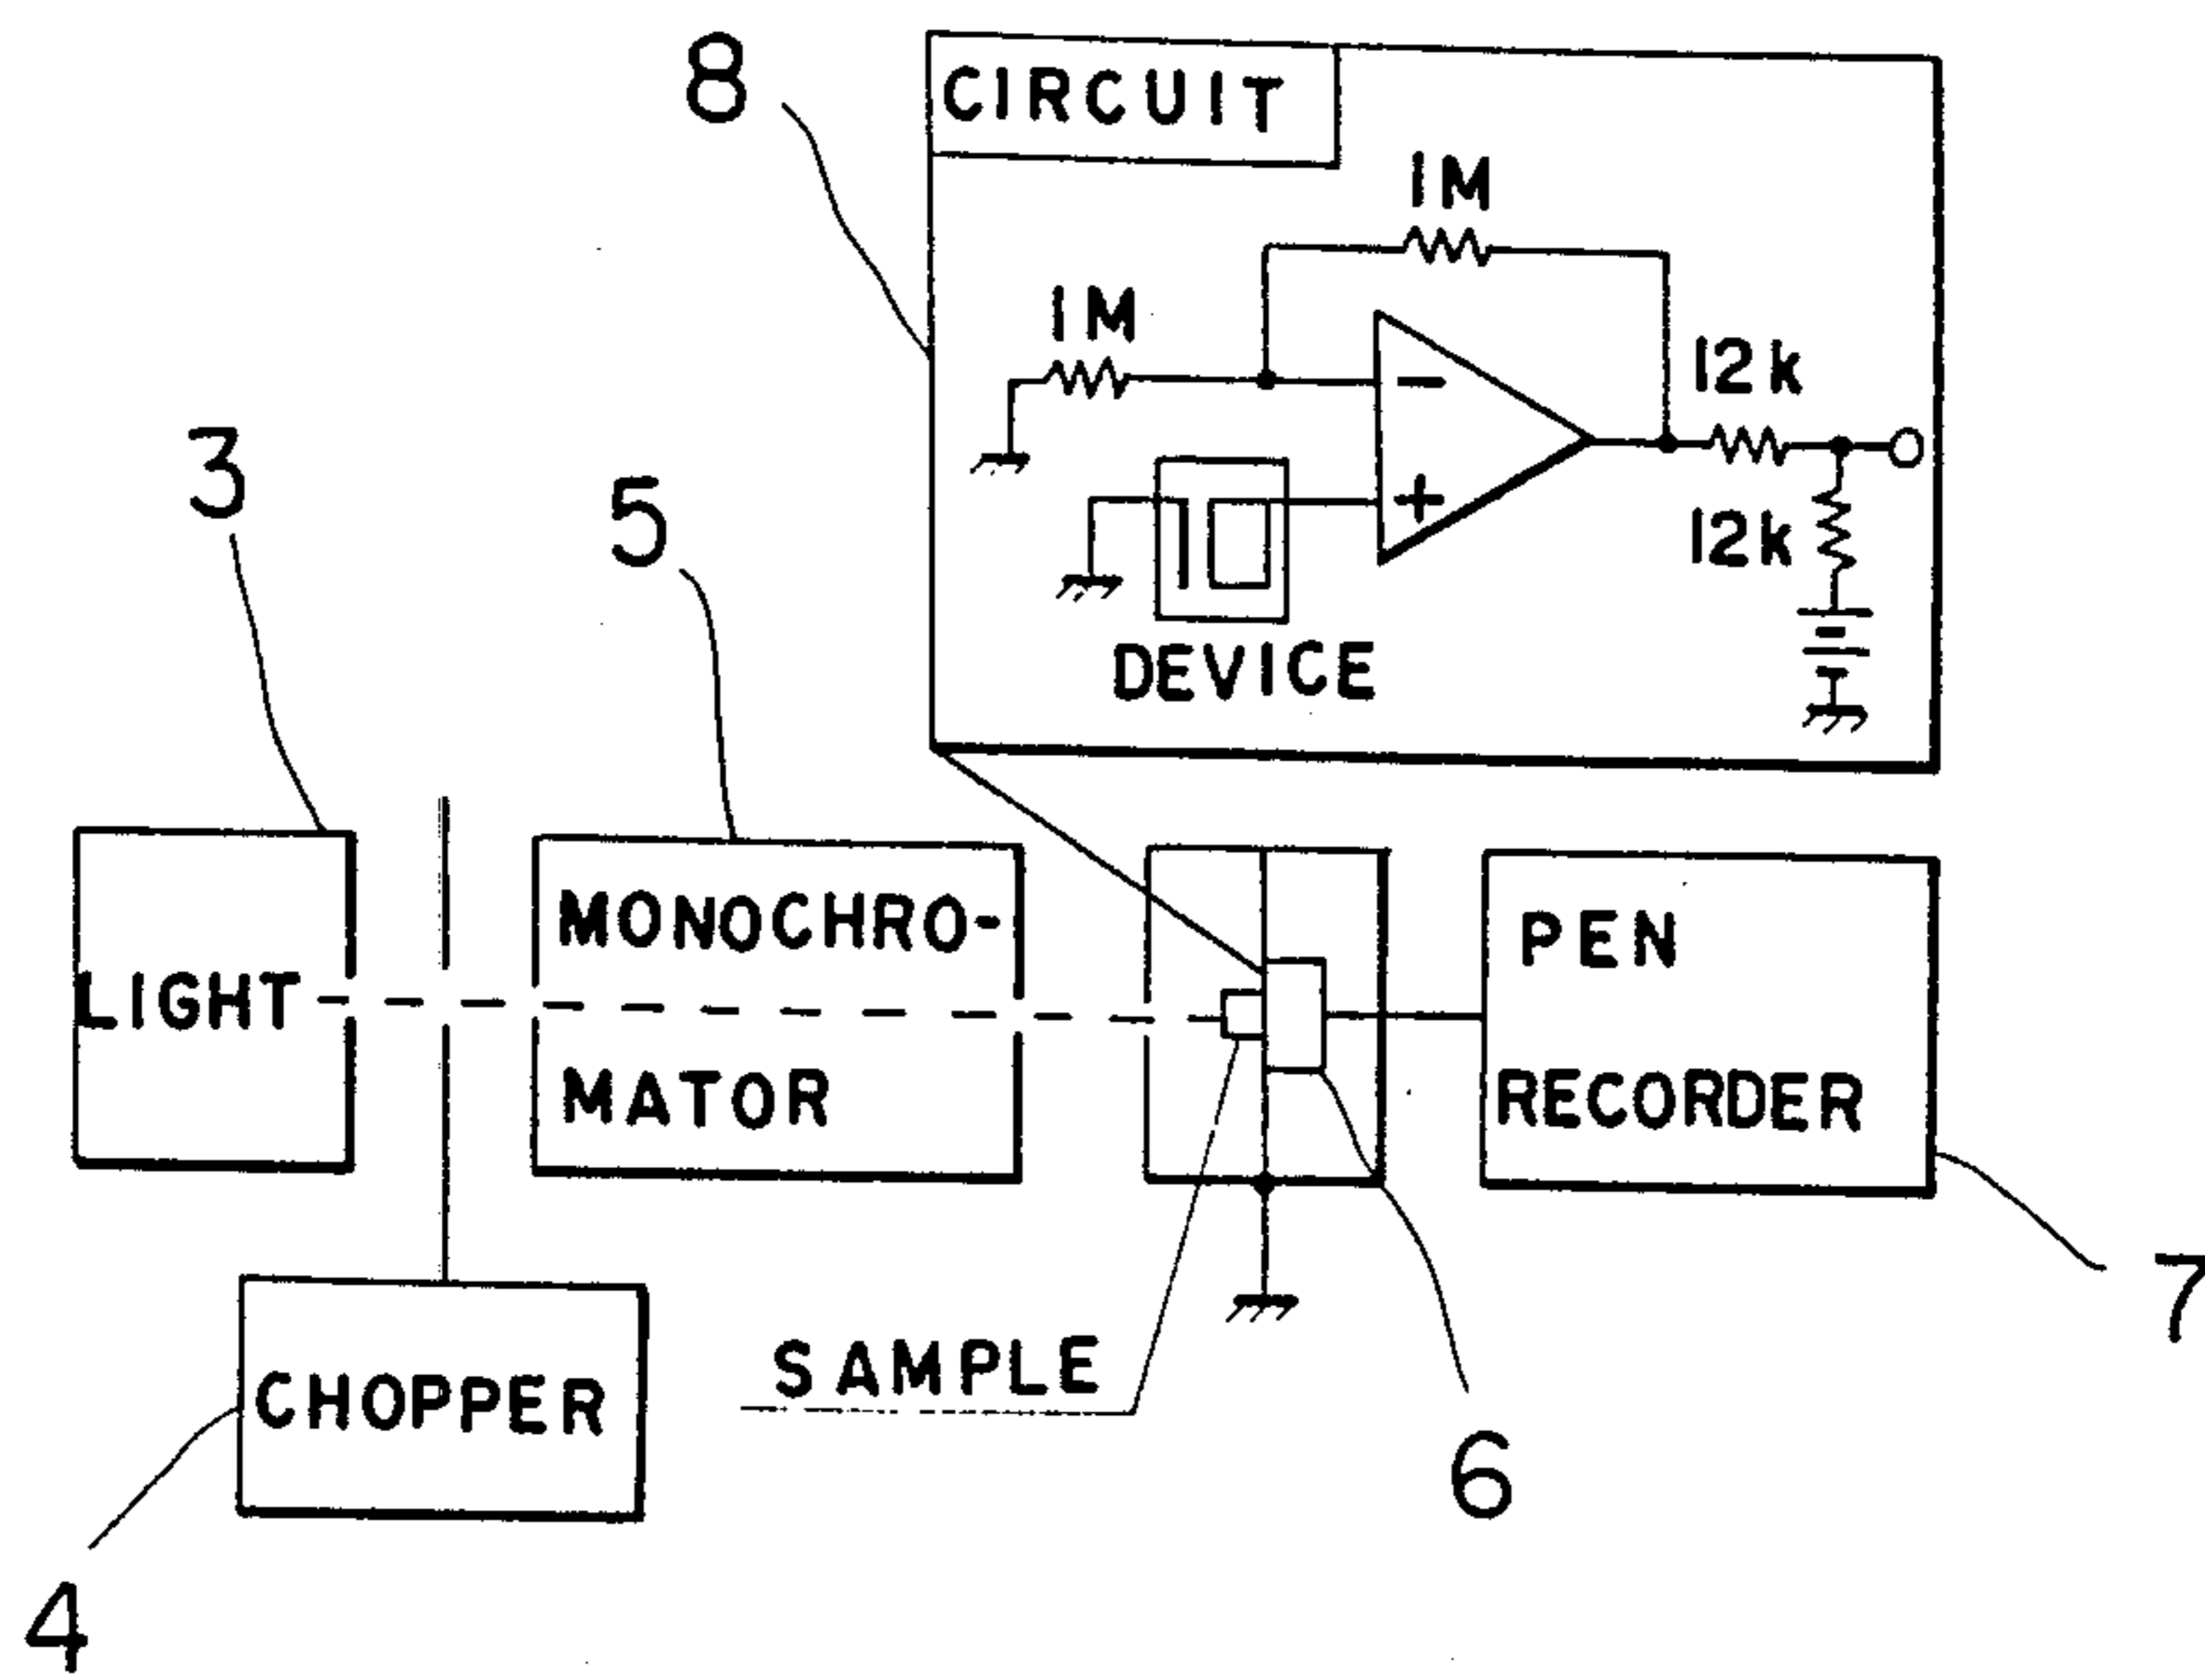 8
CIRCUIT
1M
1M
12k
12k
DEVICE
3
5
LIGHT
MONOCHRO-
MATOR
PEN
RECORDER
CHOPPER
SAMPLE
7
6
4